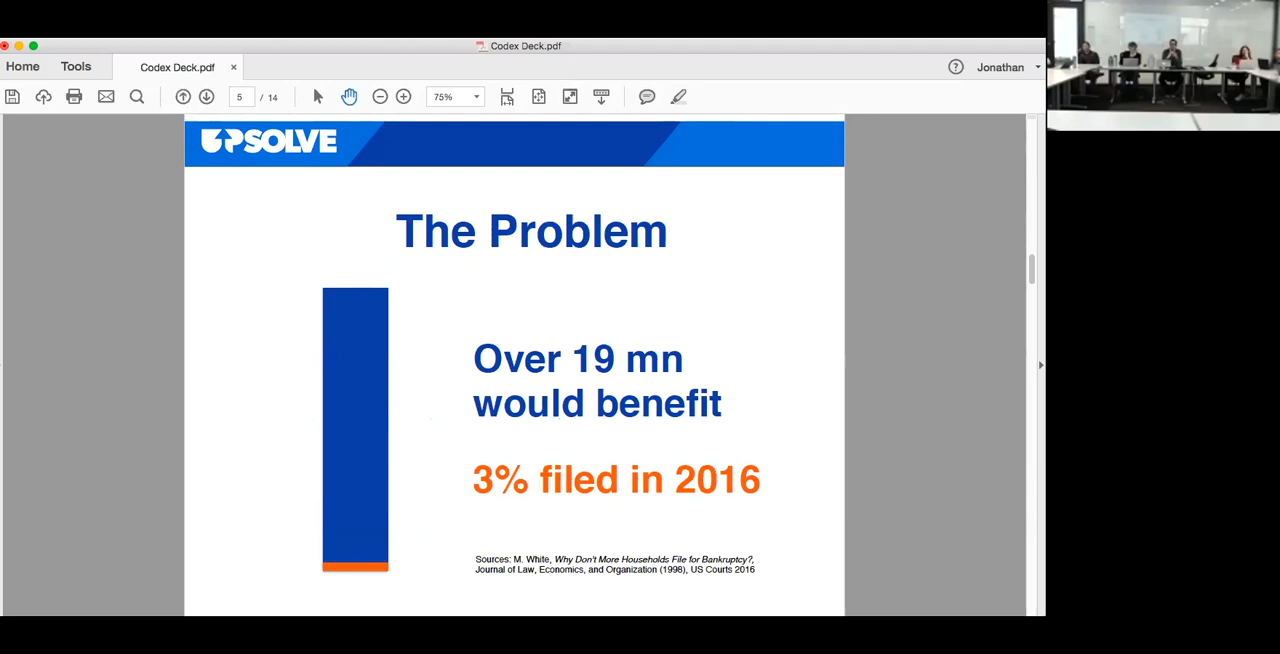 Codex Deck.pdf
Home
Tools
Codex Deck.pdf
×
?
Jonathan
5
/ 14
75%
UPSOLVE
The Problem
Over 19 mn
would benefit
3% filed in 2016
Sources: M. White, Why Don't More Households File for Bankruptcy?,
Journal of Law, Economics, and Organization (1998), US Courts 2016